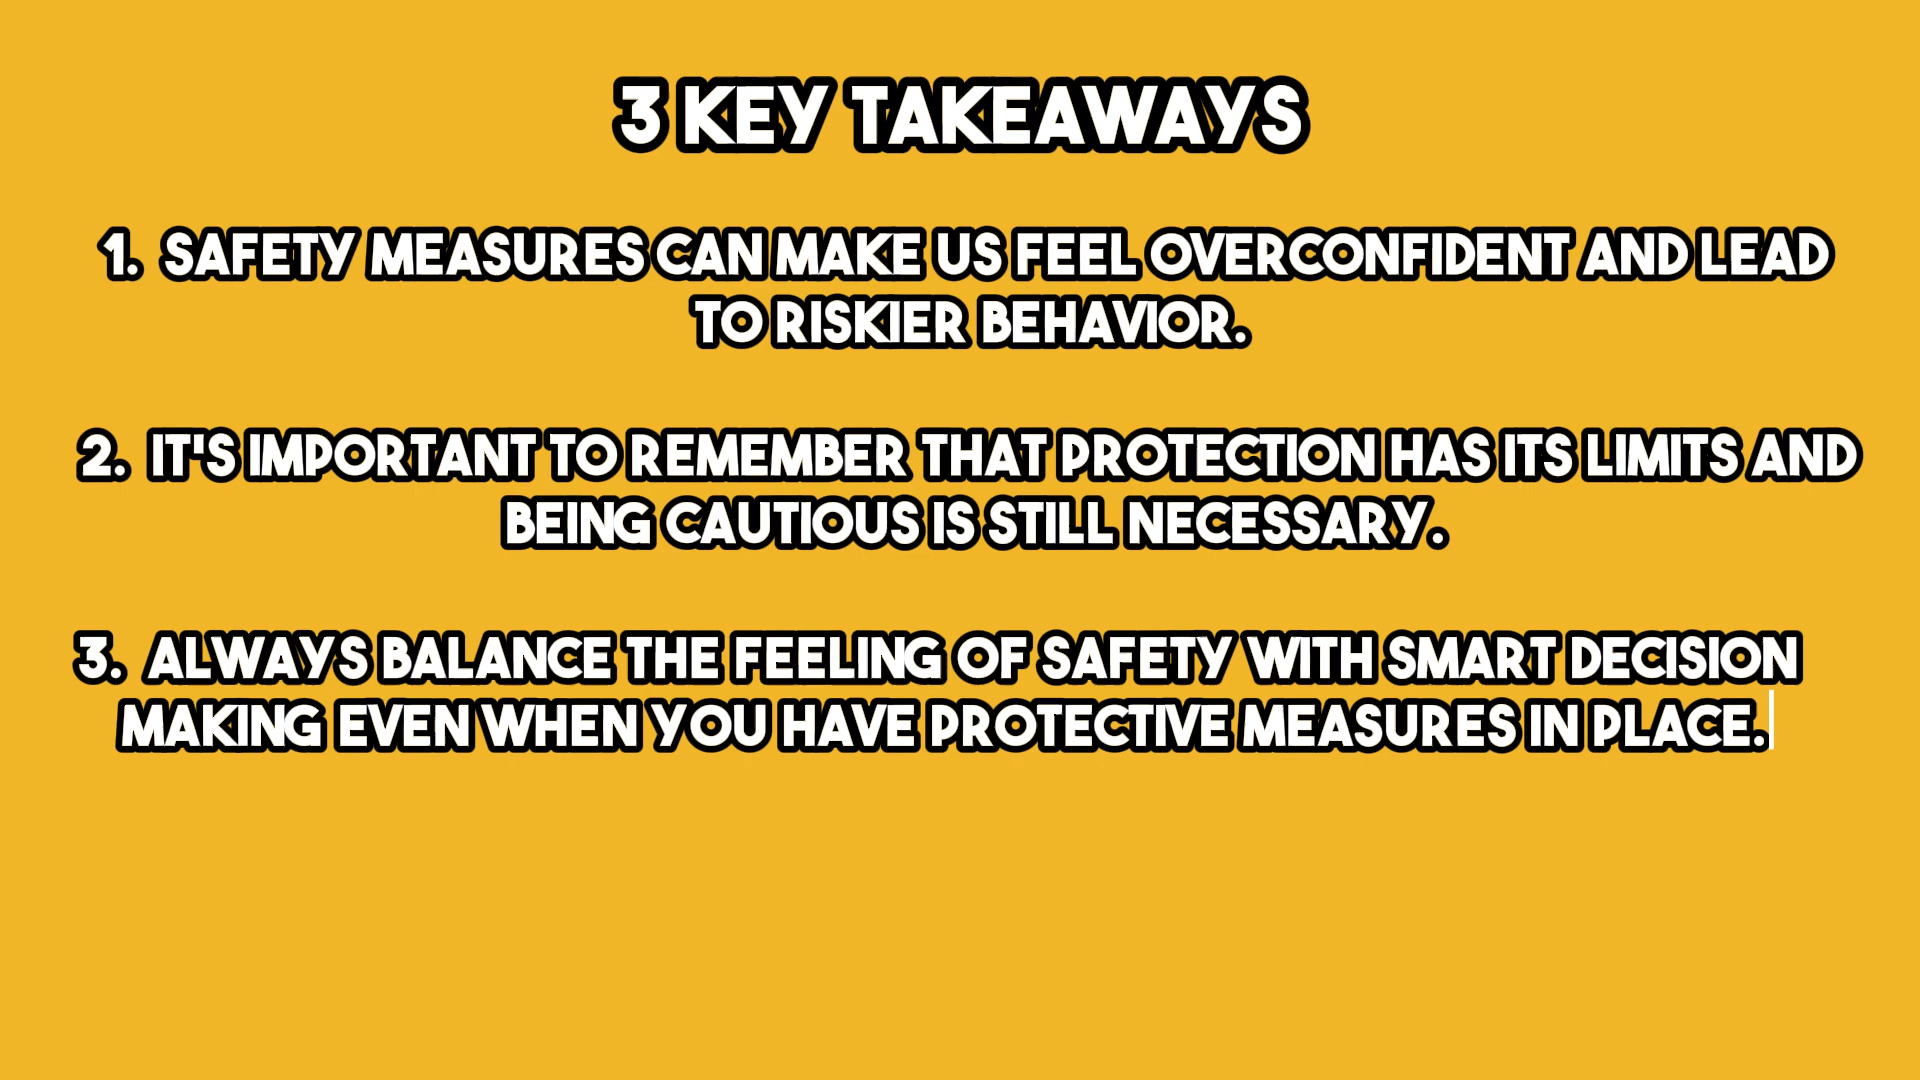 3 KEY TAKEAWAYS
1. SAFETY MEASURES CAN MAKE US FEEL OVERCONFIDENT AND LEAD
TO RISKIER BEHAVIOR.
2. IT'S IMPORTANT TO REMEMBER THAT PROTECTION HAS ITS LIMITS AND
BEING CAUTIOUS IS STILL NECESSARY.
3. ALWAYS BALANCE THE FEELING OF SAFETY WITH SMART DECISION
MAKING EVEN WHEN YOU HAVE PROTECTIVE MEASURES IN PLACE.